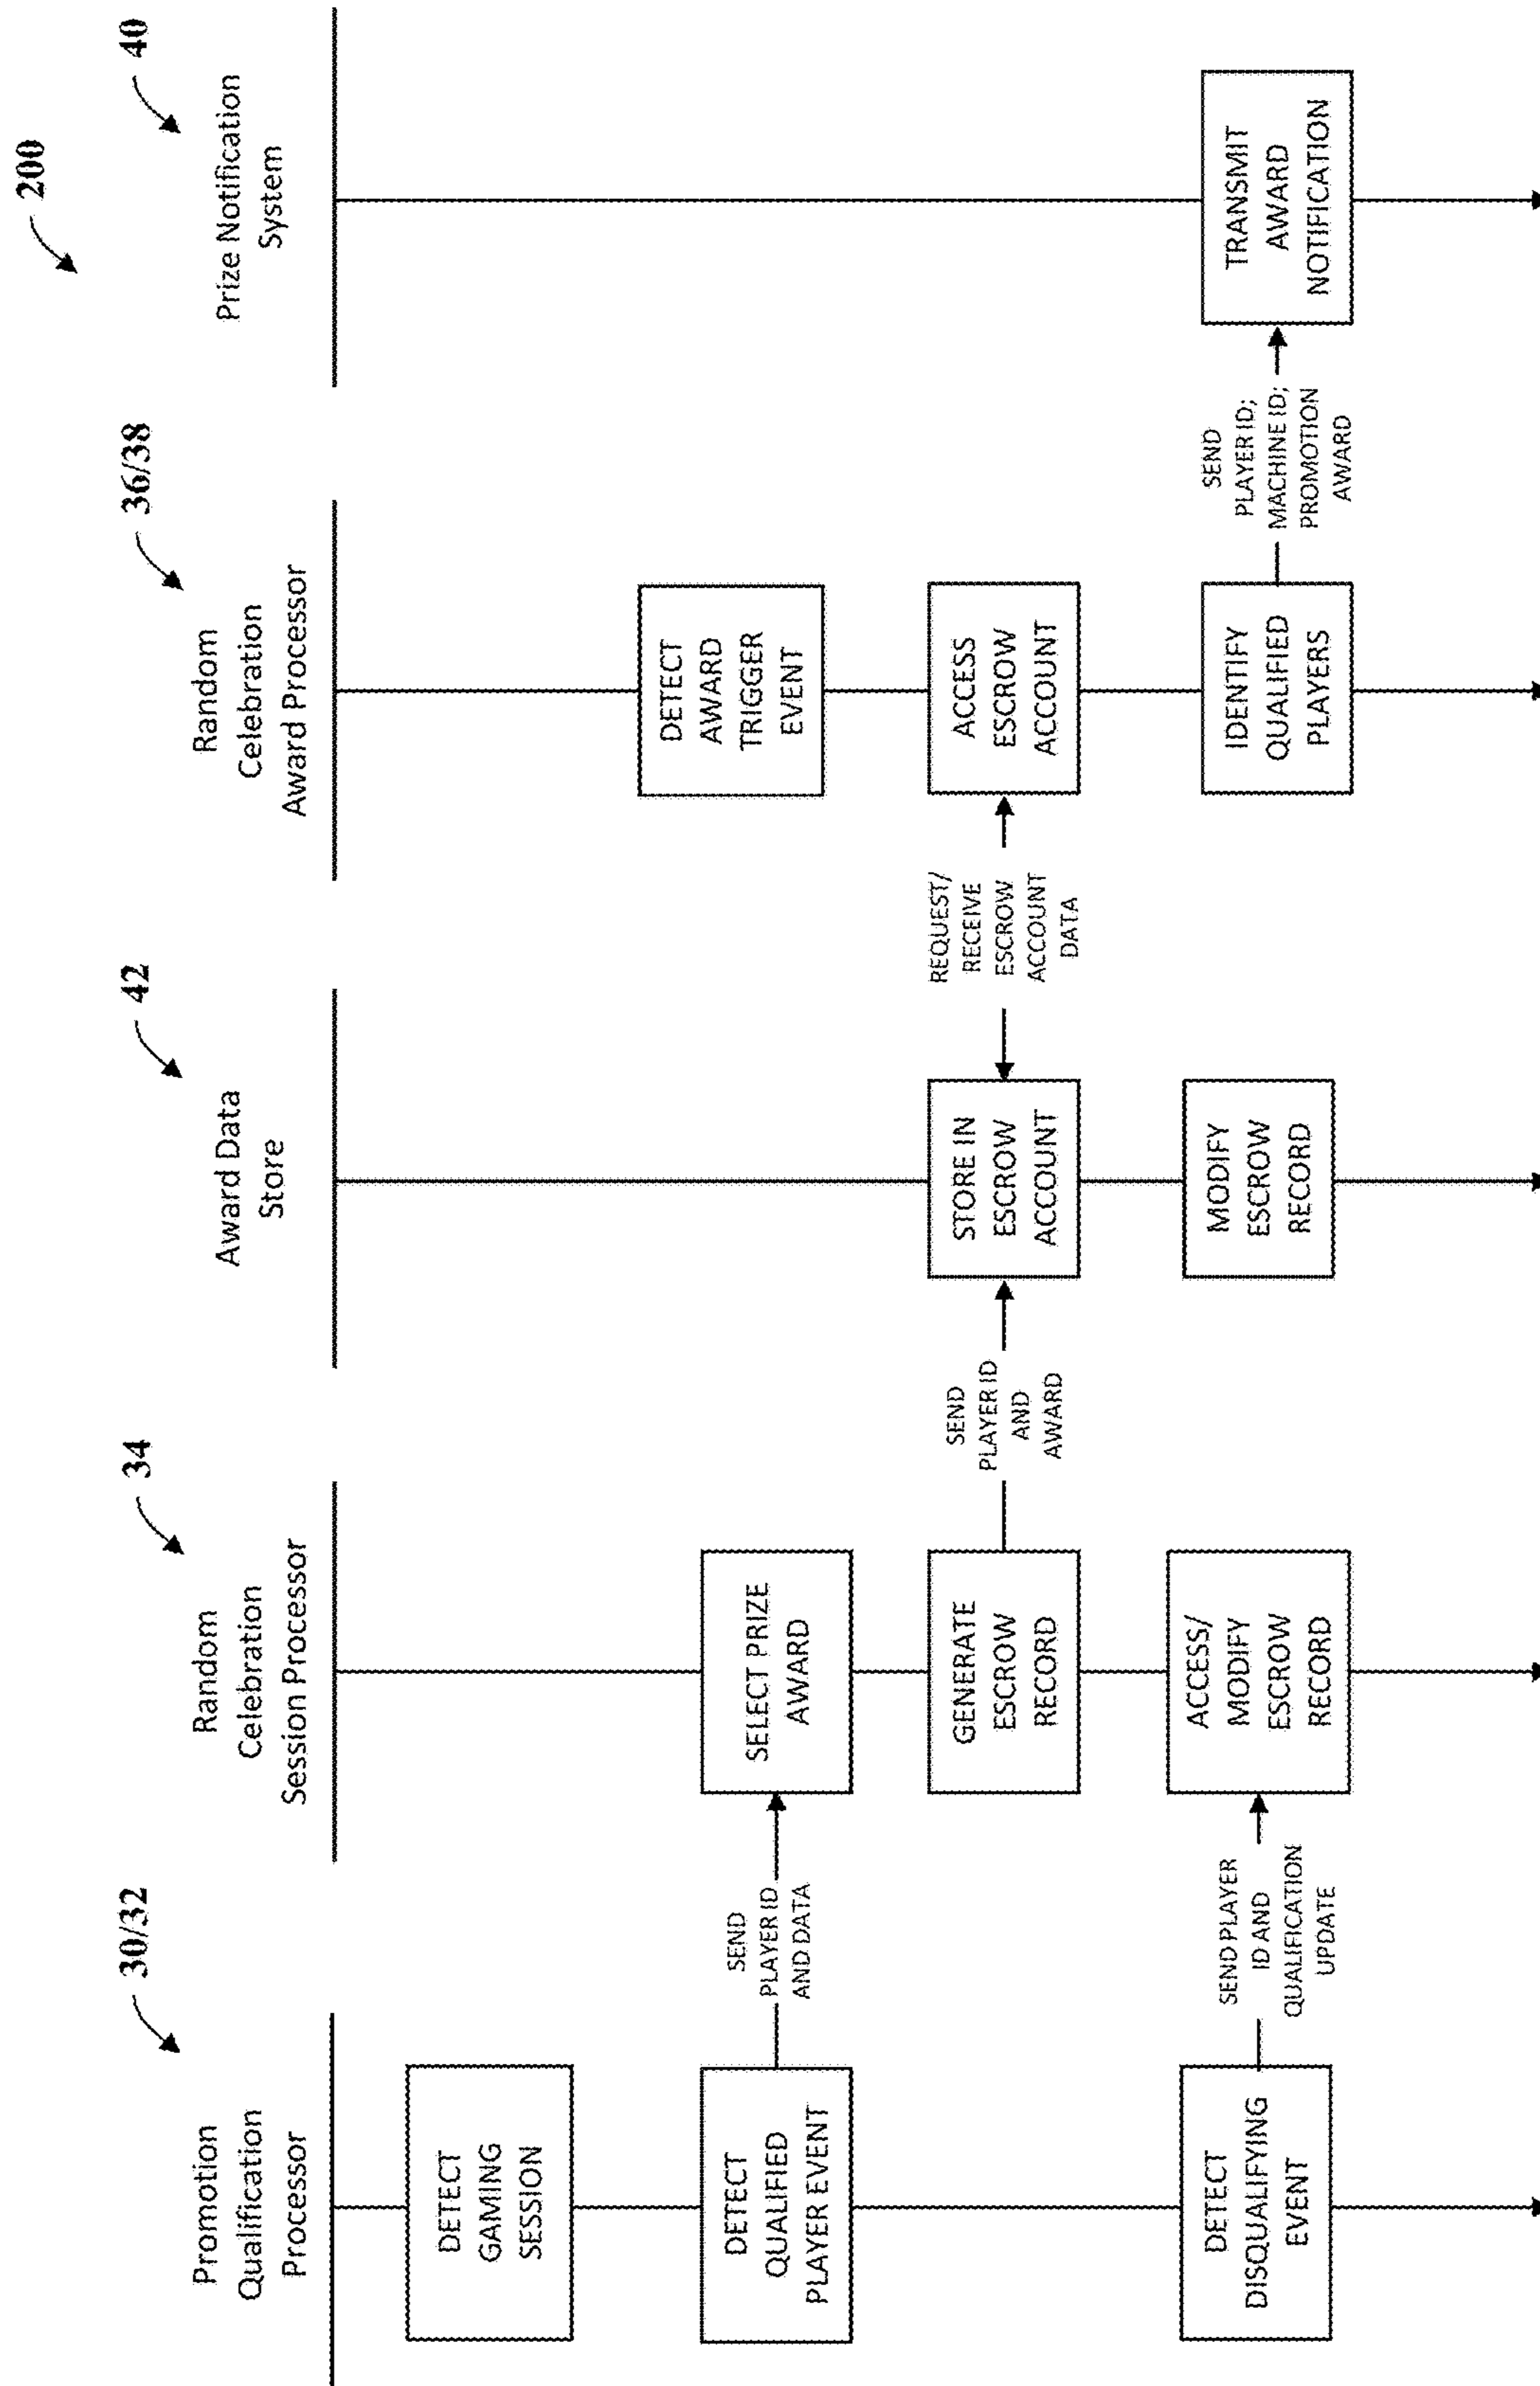 200
30/32
34
42
36/38
40
Promotion
Qualification
Processor
Random
Celebration
Session Processor
Award Data
Store
Random
Celebration
Award Processor
Prize Notification
System
DETECT
GAMING
SESSION
DETECT
QUALIFIED
PLAYER EVENT
SEND
PLAYER ID
AND DATA
SELECT PRIZE
AWARD
DETECT
AWARD
TRIGGER
EVENT
GENERATE
ESCROW
RECORD
SEND
PLAYER ID
AND
AWARD
STORE IN
ESCROW
ACCOUNT
REQUEST/
RECEIVE
ESCROW
ACCOUNT
DATA
ACCESS
ESCROW
ACCOUNT
DETECT
DISQUALIFYING
EVENT
SEND PLAYER
ID AND
QUALIFICATION
UPDATE
ACCESS/
MODIFY
ESCROW
RECORD
MODIFY
ESCROW
RECORD
IDENTIFY
QUALIFIED
PLAYERS
SEND
PLAYER ID;
MACHINE ID;
PROMOTION
AWARD
TRANSMIT
AWARD
NOTIFICATION